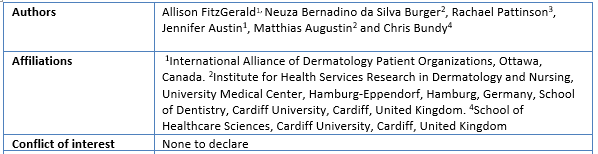 Authors Allison FitzGerald¹, Neuza Bernadino da Silva Burger², Rachael Pattinson³,
Jennifer Austin¹, Matthias Augustin² and Chris Bundy⁴
Affiliations ¹International Alliance of Dermatology Patient Organizations, Ottawa,
Canada. ²Institute for Health Services Research in Dermatology and Nursing,
University Medical Center, Hamburg-Eppendorf, Hamburg, Germany, School
of Dentistry, Cardiff University, Cardiff, United Kingdom. ⁴School of
Healthcare Sciences, Cardiff University, Cardiff, United Kingdom
Conflict of interest None to declare